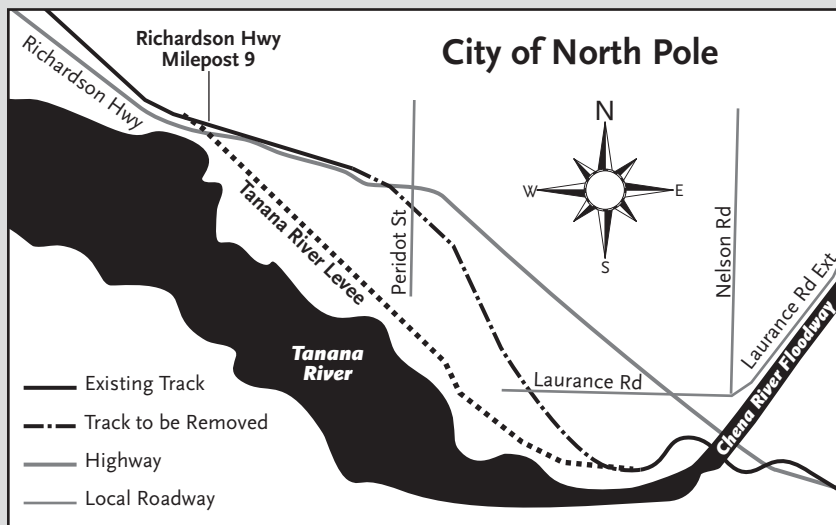 City of North Pole
Richardson Hwy
Milepost 9
Richardson Hwy
N
W
E
S
Peridot St
Nelson Rd
Tanana River Levee
Laurance Rd Ext
Chena River Floodway
Tanana
River
Laurance Rd
Existing Track
Track to be Removed
Highway
Local Roadway